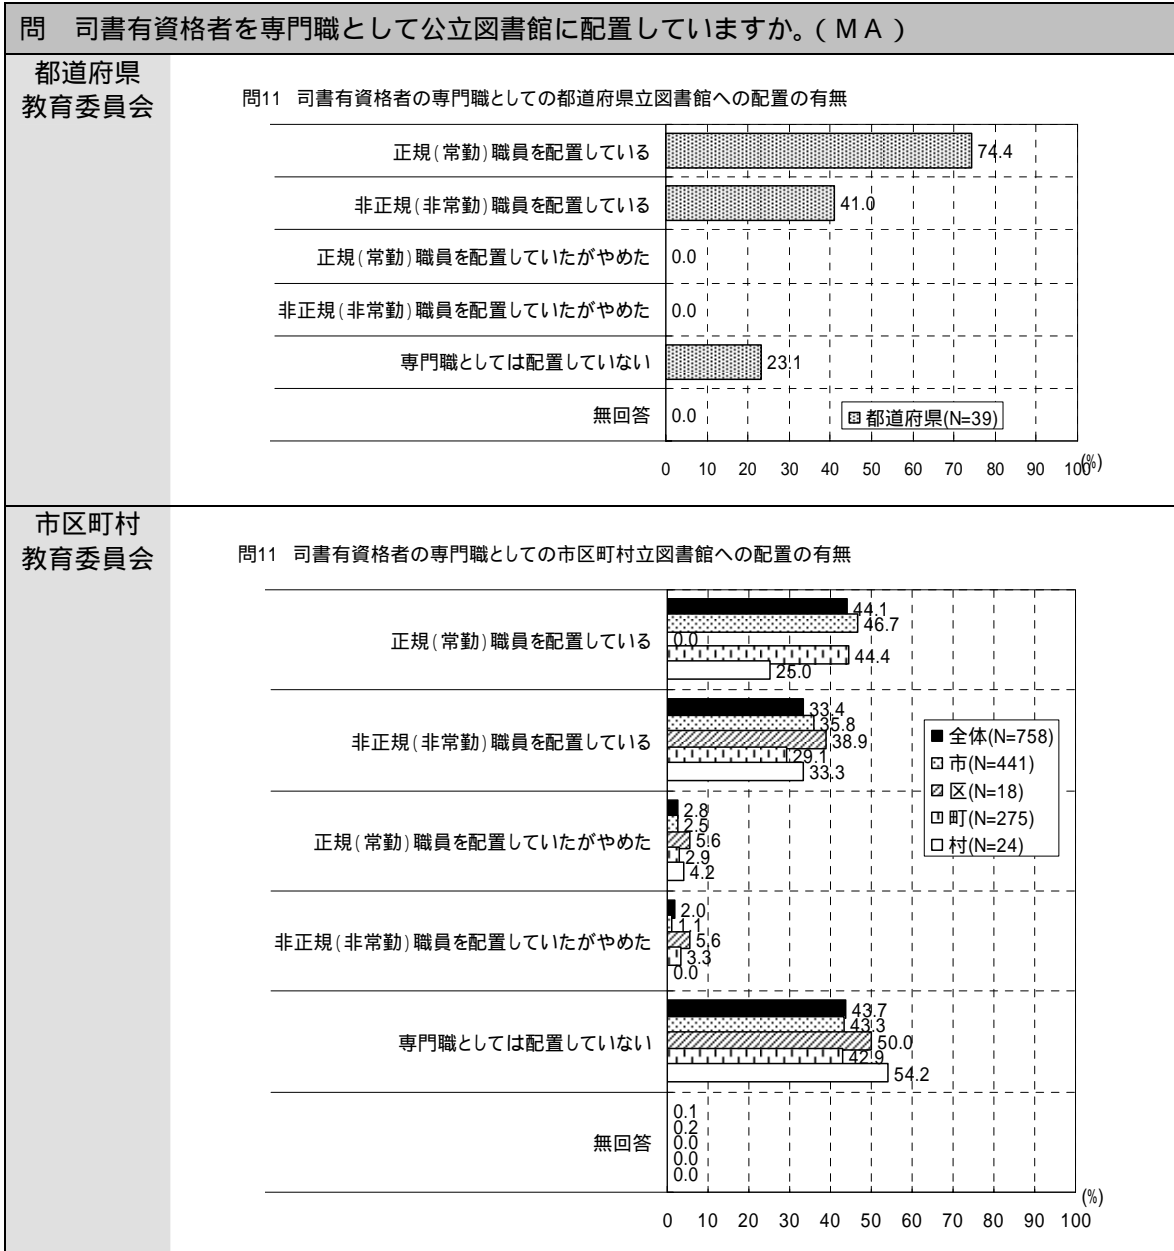 問　司書有資格者を専門職として公立図書館に配置していますか。（ＭＡ）
都道府県
教育委員会
問11　司書有資格者の専門職としての都道府県立図書館への配置の有無
正規(常勤)職員を配置している
74.4
非正規(非常勤)職員を配置している
41.0
正規(常勤)職員を配置していたがやめた
0.0
非正規(非常勤)職員を配置していたがやめた
0.0
専門職としては配置していない
23.1
無回答
0.0
都道府県(N=39)
0 10 20 30 40 50 60 70 80 90 100
(%)
市区町村
教育委員会
問11　司書有資格者の専門職としての市区町村立図書館への配置の有無
正規(常勤)職員を配置している
44.1
46.7
0.0
44.4
25.0
非正規(非常勤)職員を配置している
33.4
35.8
38.9
29.1
33.3
全体(N=758)
市(N=441)
区(N=18)
町(N=275)
村(N=24)
正規(常勤)職員を配置していたがやめた
2.8
2.5
5.6
2.9
4.2
非正規(非常勤)職員を配置していたがやめた
2.0
1.1
5.6
3.3
0.0
専門職としては配置していない
43.7
43.3
50.0
42.9
54.2
無回答
0.1
0.2
0.0
0.0
0.0
(%)
0 10 20 30 40 50 60 70 80 90 100